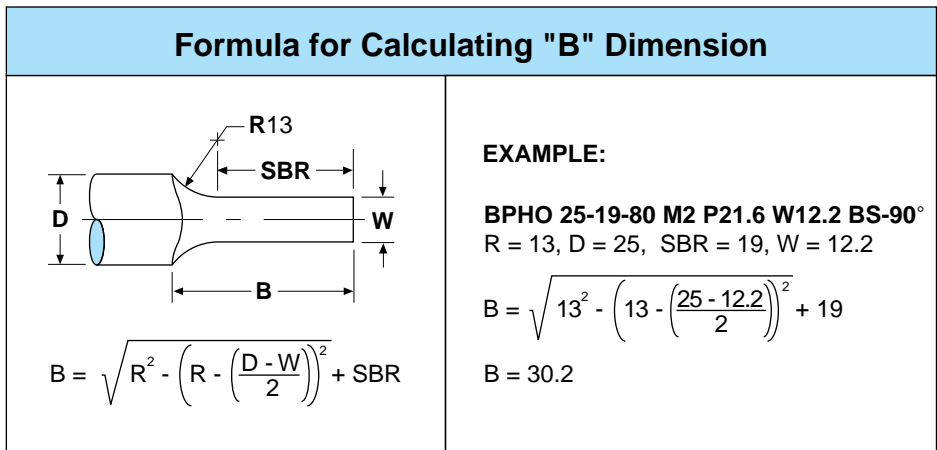 Formula for Calculating "B" Dimension
R13
SBR
D
W
B
B = √(R² - (R - ((D - W)/2))²) + SBR
EXAMPLE:
BPHO 25-19-80 M2 P21.6 W12.2 BS-90°
R = 13, D = 25, SBR = 19, W = 12.2
B = √(13² - (13 - ((25 - 12.2)/2))²) + 19
B = 30.2